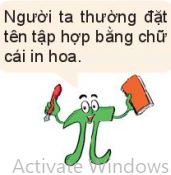 Người ta thường đặt
tên tập hợp bằng chữ
cái in hoa.
Activate Windows